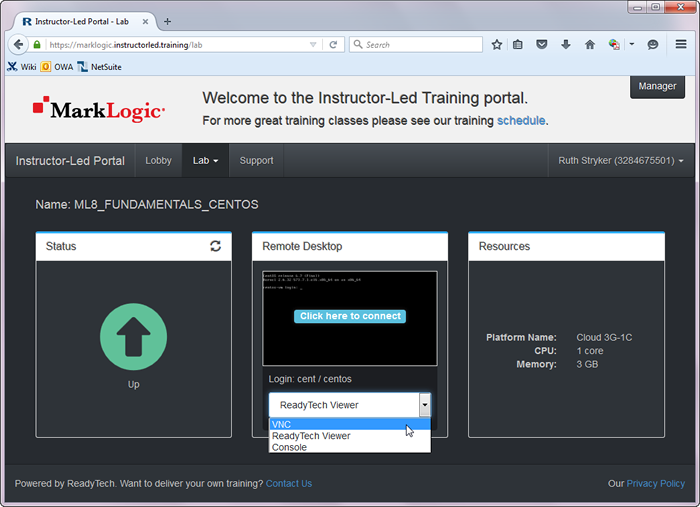 Instructor-Led Portal - Lab
https://marklogic.instructorled.training/lab
Search
Wiki OWA NetSuite
MarkLogic
Welcome to the Instructor-Led Training portal.
For more great training classes please see our training schedule.
Manager
Instructor-Led Portal Lobby Lab Support Ruth Stryker (3284675501)
Name: ML8_FUNDAMENTALS_CENTOS
Status
Up
Remote Desktop
Click here to connect
Login: cent / centos
ReadyTech Viewer
VNC
ReadyTech Viewer
Console
Resources
Platform Name: Cloud 3G-1C
CPU: 1 core
Memory: 3 GB
Powered by ReadyTech. Want to deliver your own training? Contact Us
Our Privacy Policy